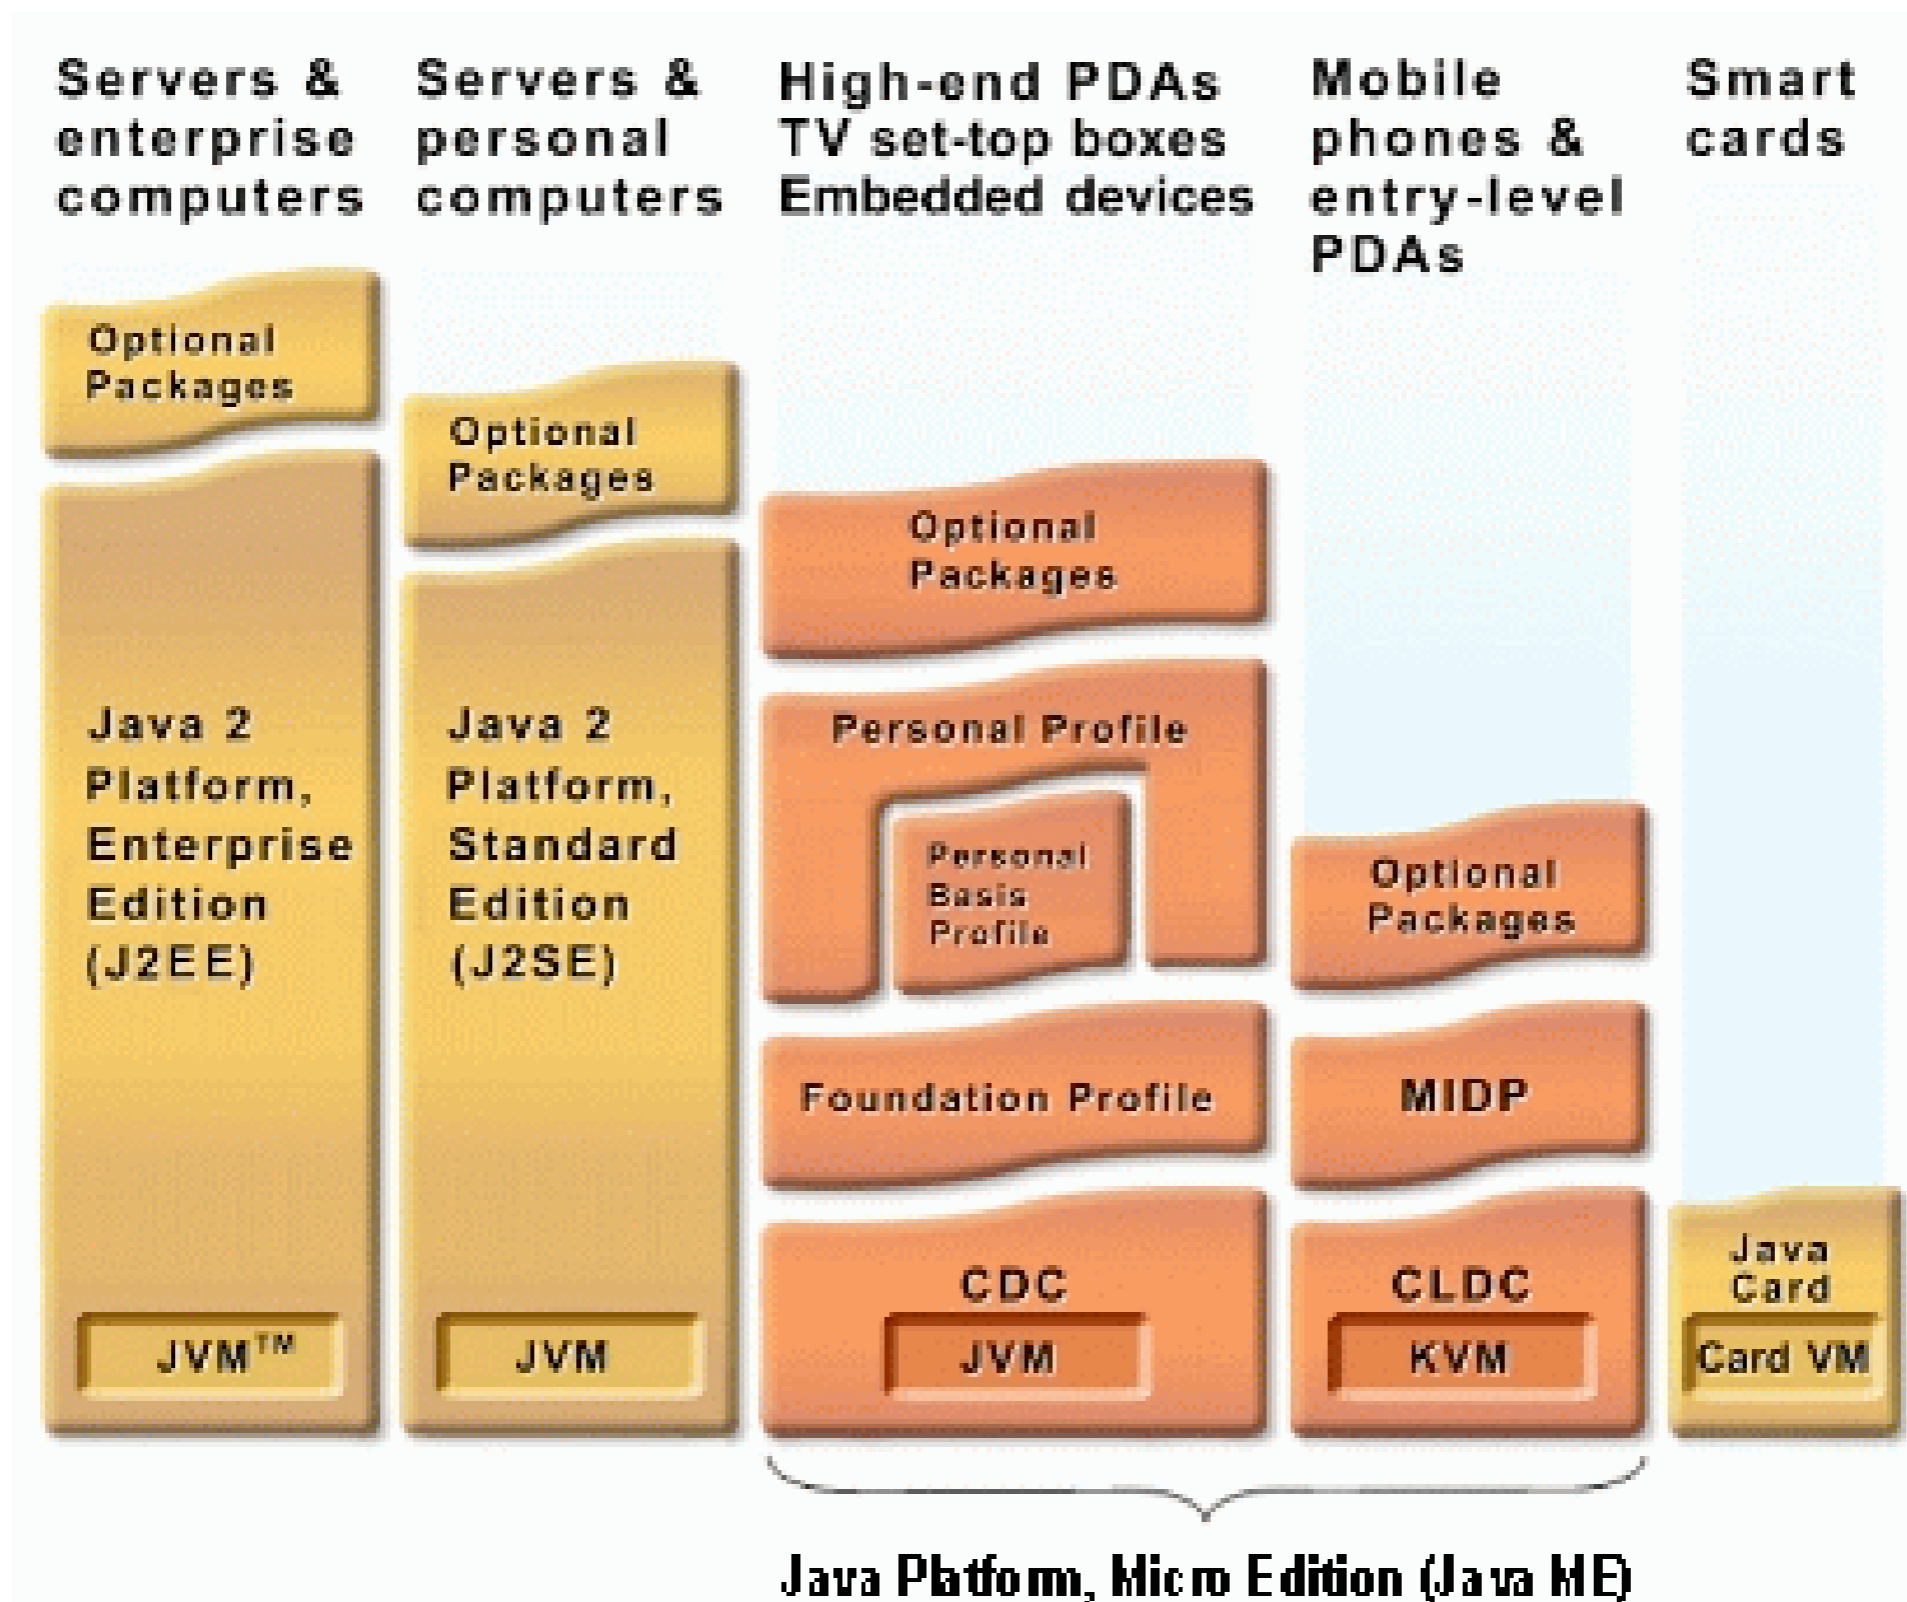 Servers &
enterprise
computers
Servers &
personal
computers
High-end PDAs
TV set-top boxes
Embedded devices
Mobile
phones &
entry-level
PDAs
Smart
cards
Optional
Packages
Java 2
Platform,
Enterprise
Edition
(J2EE)
JVM™
Optional
Packages
Java 2
Platform,
Standard
Edition
(J2SE)
JVM
Optional
Packages
Personal Profile
Personal
Basis
Profile
Foundation Profile
CDC
JVM
Optional
Packages
MIDP
CLDC
KVM
Java
Card
Card VM
Java Platform, Micro Edition (Java ME)